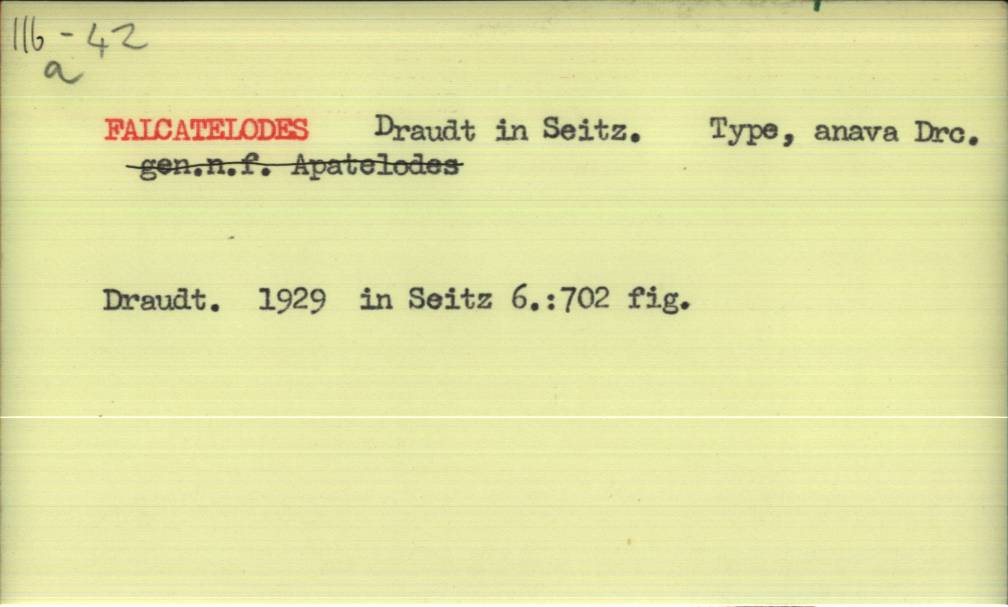 116-42
a
FALCATELODES Draudt in Seitz. Type, anava Drc.
gen.n.f. Apatelodes
Draudt. 1929 in Seitz 6.:702 fig.